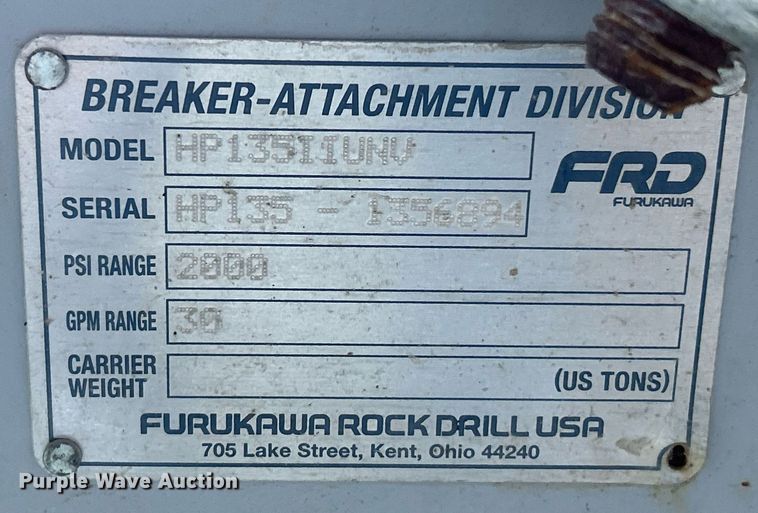 BREAKER-ATTACHMENT DIVISION
MODEL HP135IIUNV
FRD
FURUKAWA
SERIAL HP135 - 1356894
PSI RANGE 2000
GPM RANGE 30
CARRIER WEIGHT (US TONS)
FURUKAWA ROCK DRILL USA
705 Lake Street, Kent, Ohio 44240
Purple Wave Auction